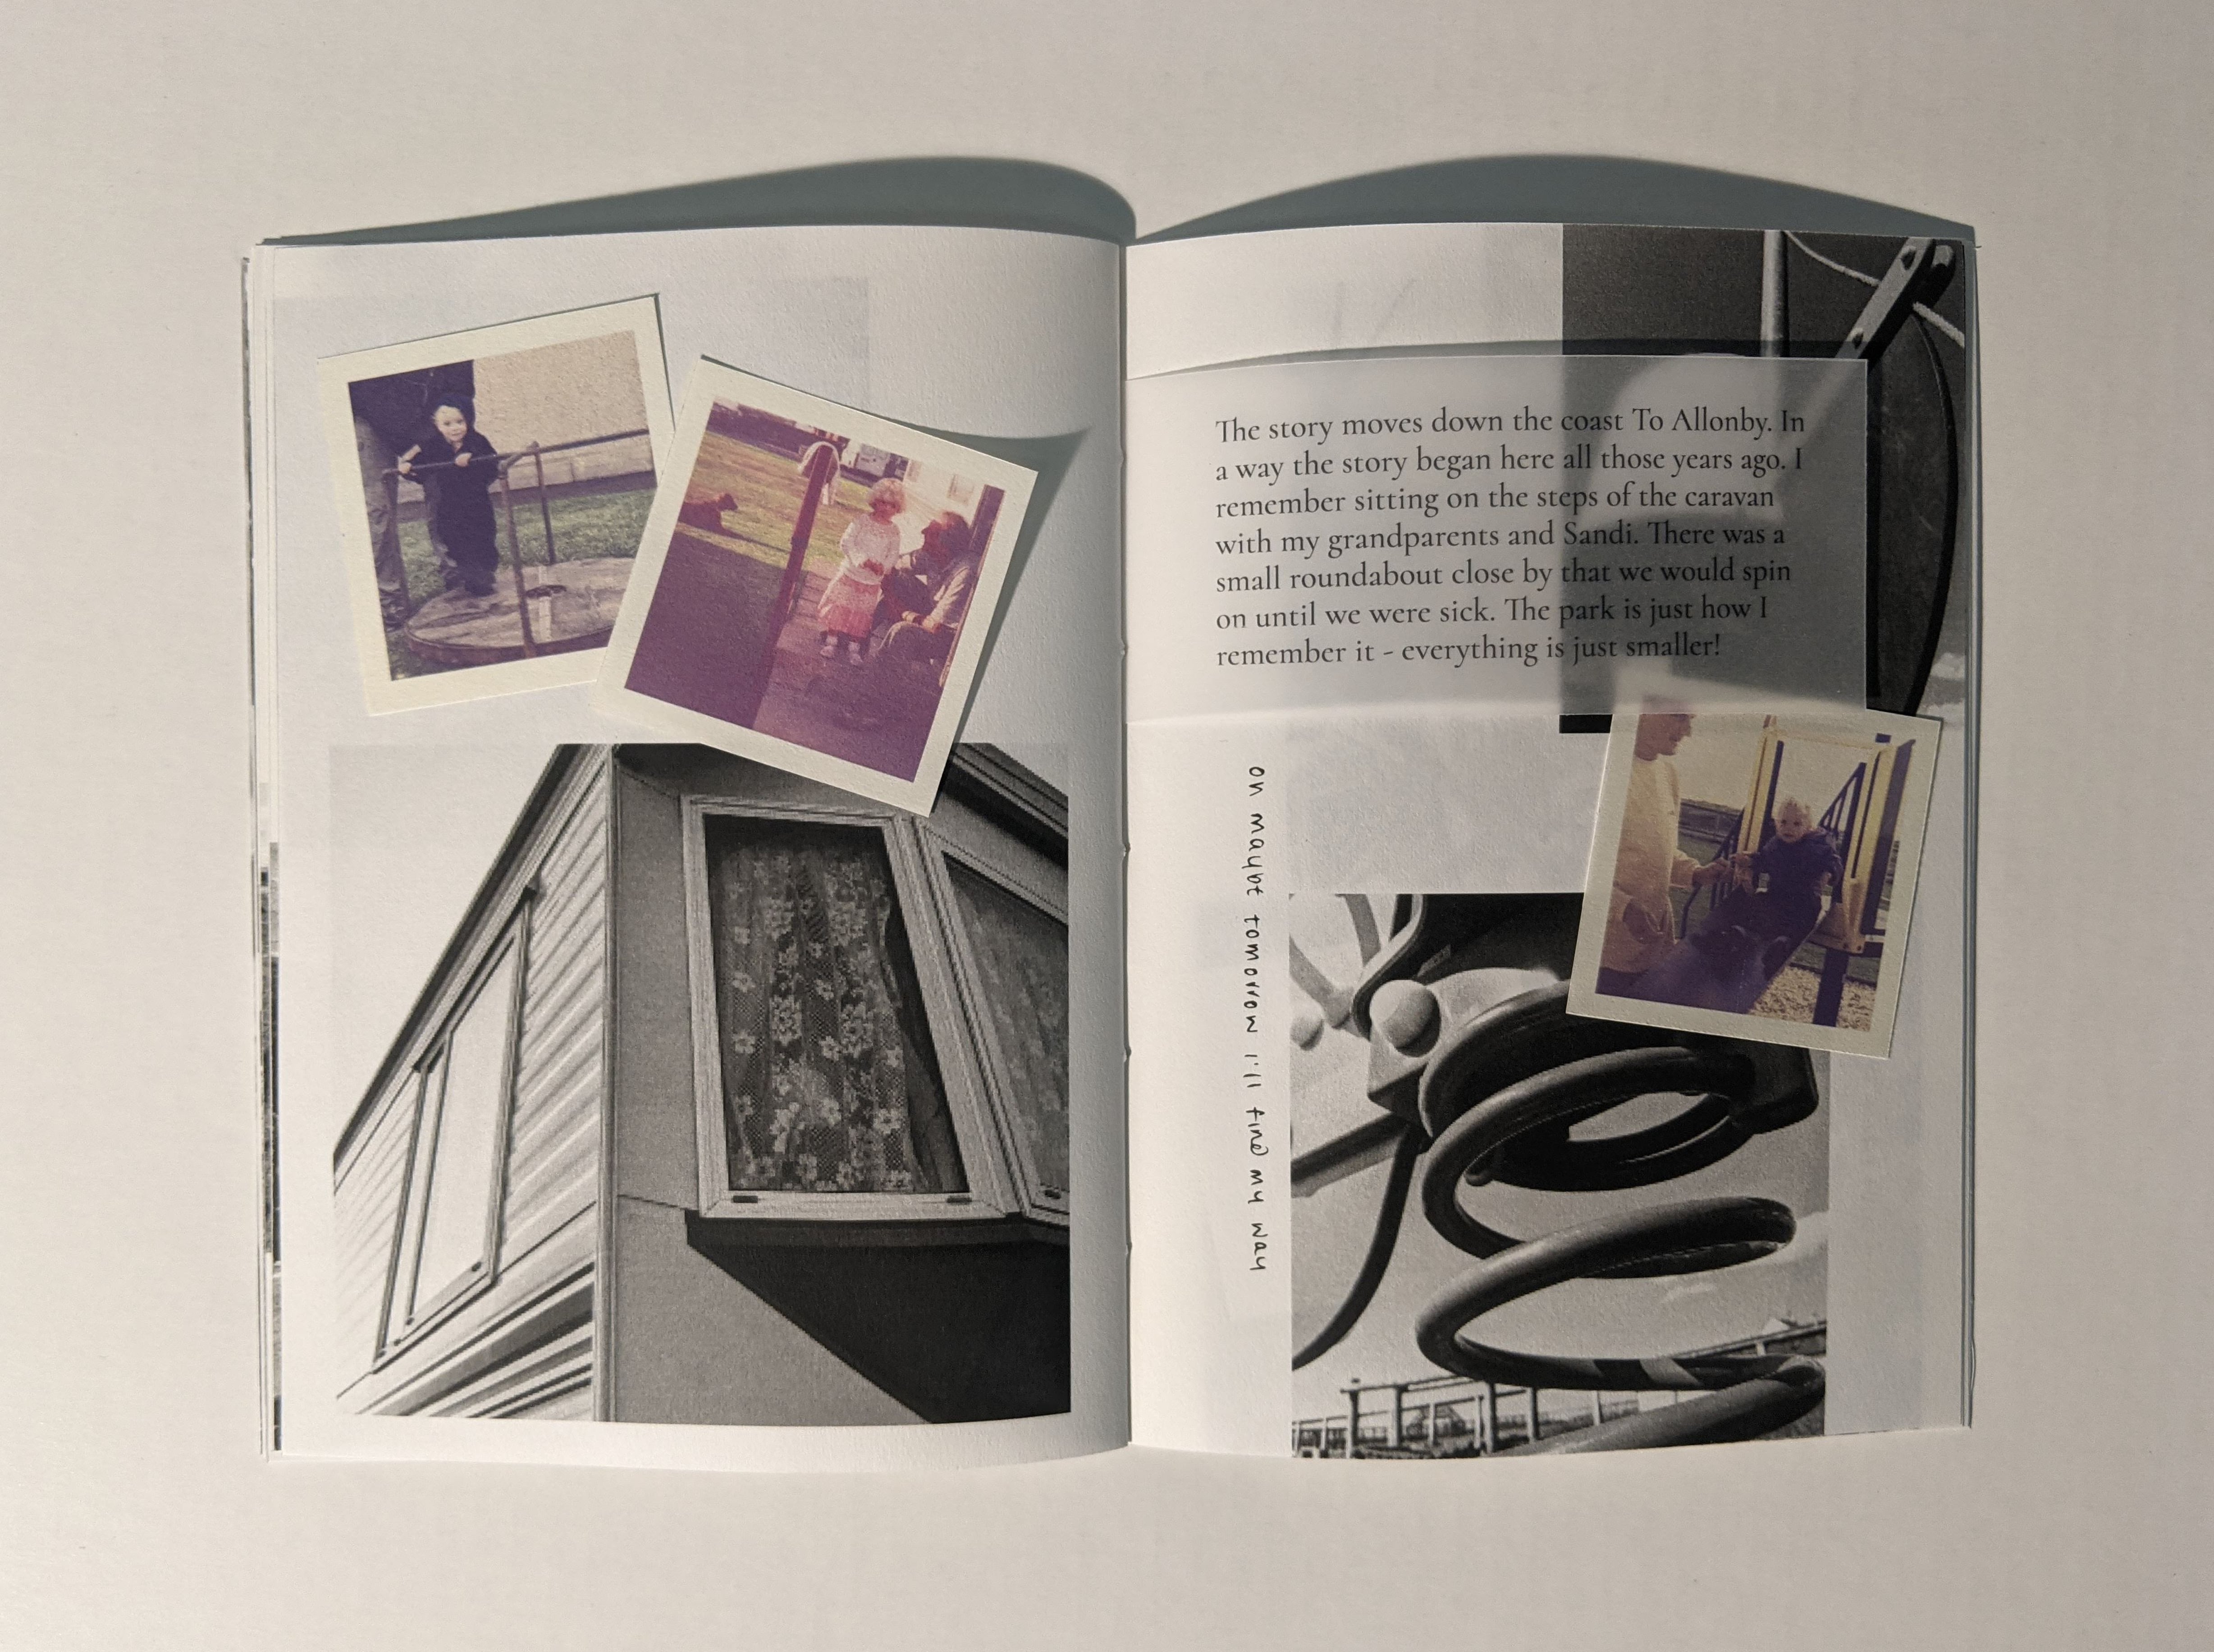 The story moves down the coast To Allonby. In
a way the story began here all those years ago. I
remember sitting on the steps of the caravan
with my grandparents and Sandi. There was a
small roundabout close by that we would spin
on until we were sick. The park is just how I
remember it - everything is just smaller!
on maybe tomorrow i'll find my way